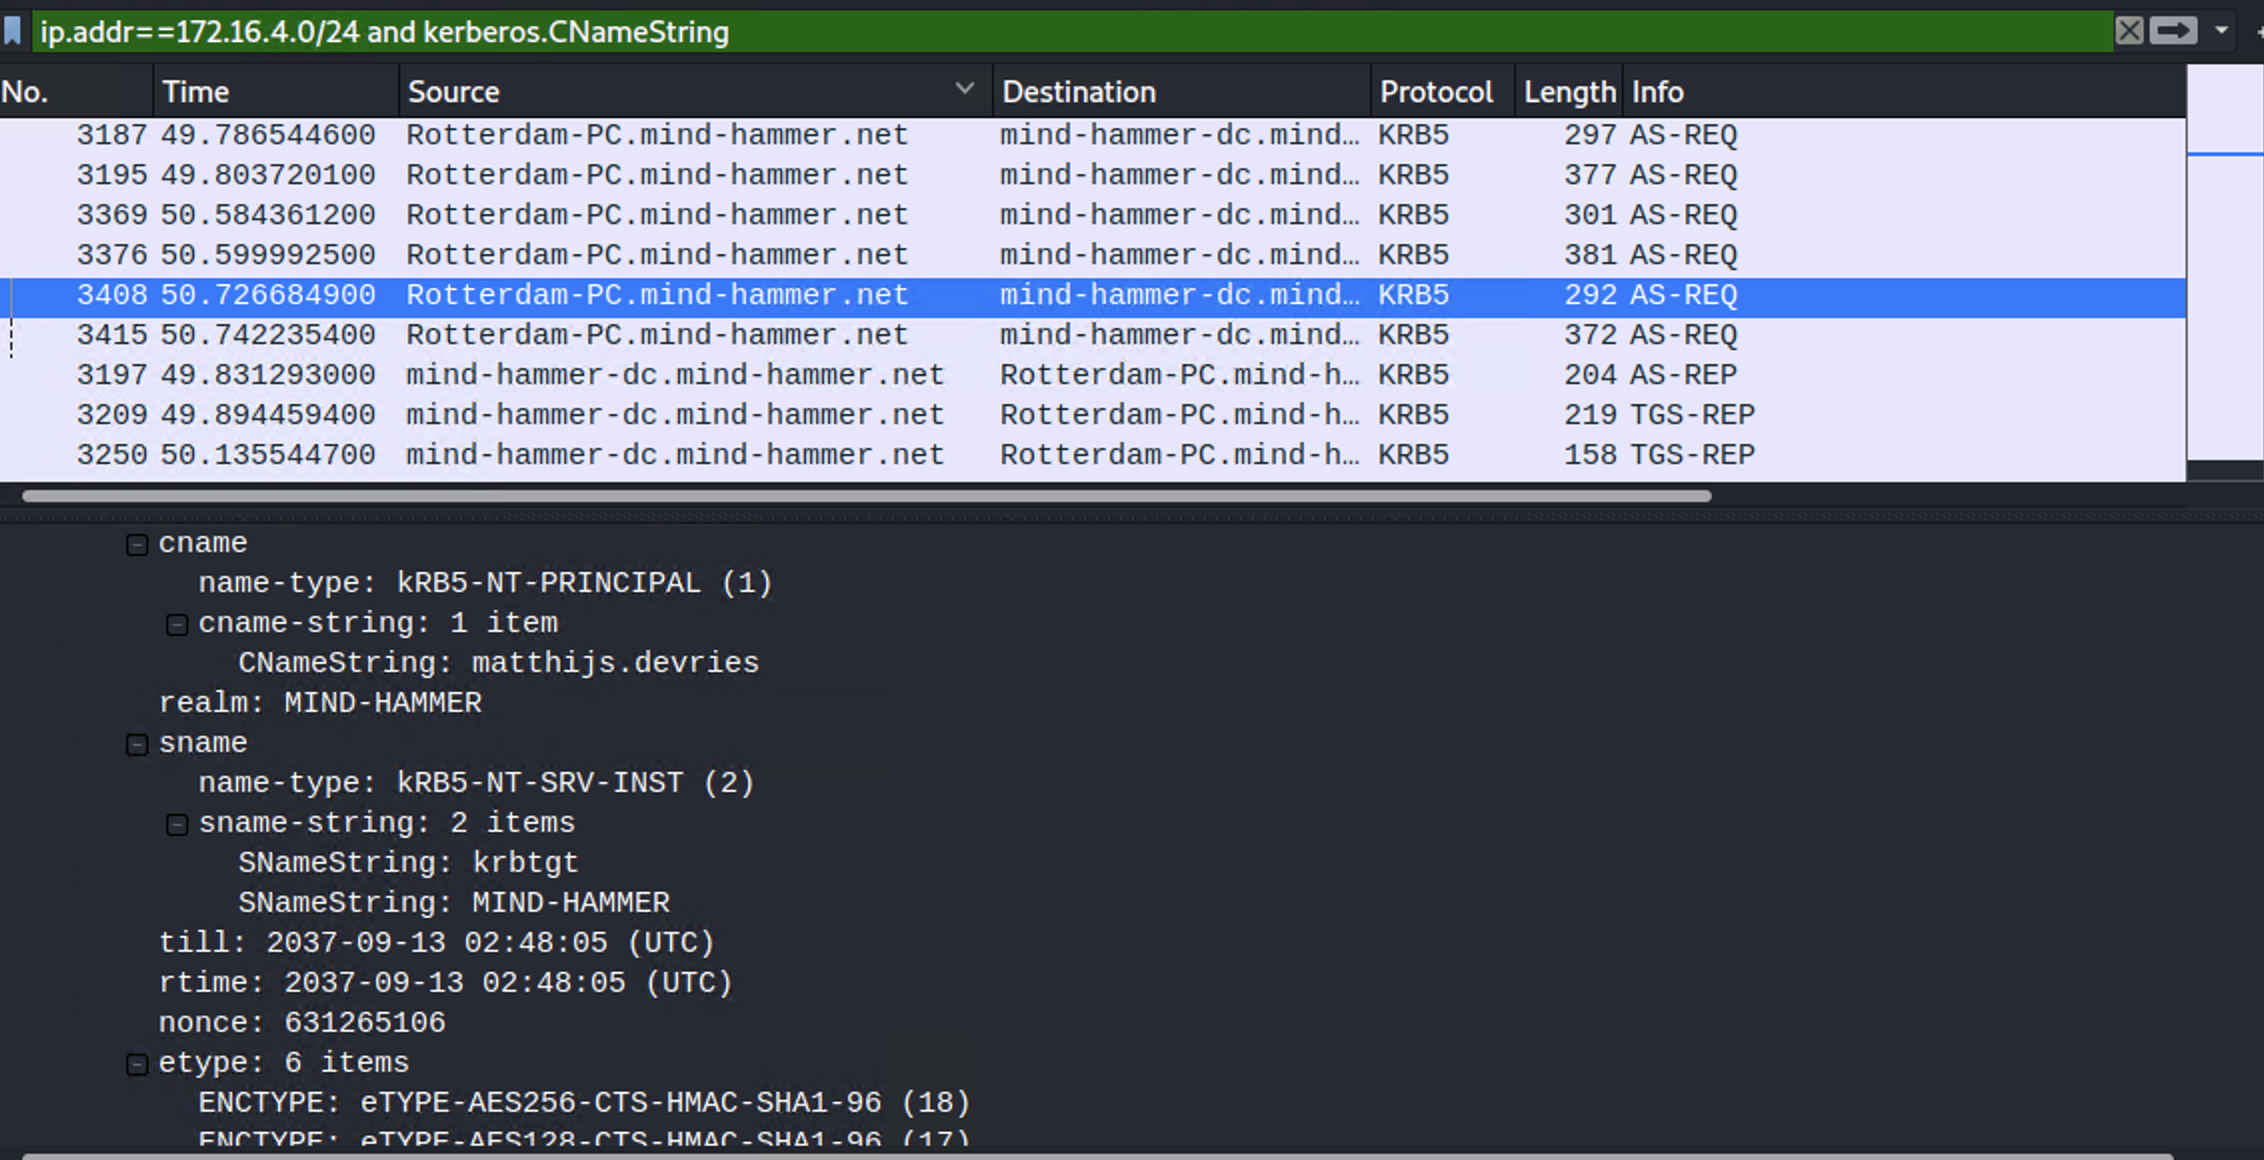 ip.addr==172.16.4.0/24 and kerberos.CNameString
No. Time Source Destination Protocol Length Info
3187 49.786544600 Rotterdam-PC.mind-hammer.net mind-hammer-dc.mind… KRB5 297 AS-REQ
3195 49.803720100 Rotterdam-PC.mind-hammer.net mind-hammer-dc.mind… KRB5 377 AS-REQ
3369 50.584361200 Rotterdam-PC.mind-hammer.net mind-hammer-dc.mind… KRB5 301 AS-REQ
3376 50.599992500 Rotterdam-PC.mind-hammer.net mind-hammer-dc.mind… KRB5 381 AS-REQ
3408 50.726684900 Rotterdam-PC.mind-hammer.net mind-hammer-dc.mind… KRB5 292 AS-REQ
3415 50.742235400 Rotterdam-PC.mind-hammer.net mind-hammer-dc.mind… KRB5 372 AS-REQ
3197 49.831293000 mind-hammer-dc.mind-hammer.net Rotterdam-PC.mind-h… KRB5 204 AS-REP
3209 49.894459400 mind-hammer-dc.mind-hammer.net Rotterdam-PC.mind-h… KRB5 219 TGS-REP
3250 50.135544700 mind-hammer-dc.mind-hammer.net Rotterdam-PC.mind-h… KRB5 158 TGS-REP
cname
name-type: kRB5-NT-PRINCIPAL (1)
cname-string: 1 item
CNameString: matthijs.devries
realm: MIND-HAMMER
sname
name-type: kRB5-NT-SRV-INST (2)
sname-string: 2 items
SNameString: krbtgt
SNameString: MIND-HAMMER
till: 2037-09-13 02:48:05 (UTC)
rtime: 2037-09-13 02:48:05 (UTC)
nonce: 631265106
etype: 6 items
ENCTYPE: eTYPE-AES256-CTS-HMAC-SHA1-96 (18)
ENCTYPE: eTYPE-AES128-CTS-HMAC-SHA1-96 (17)